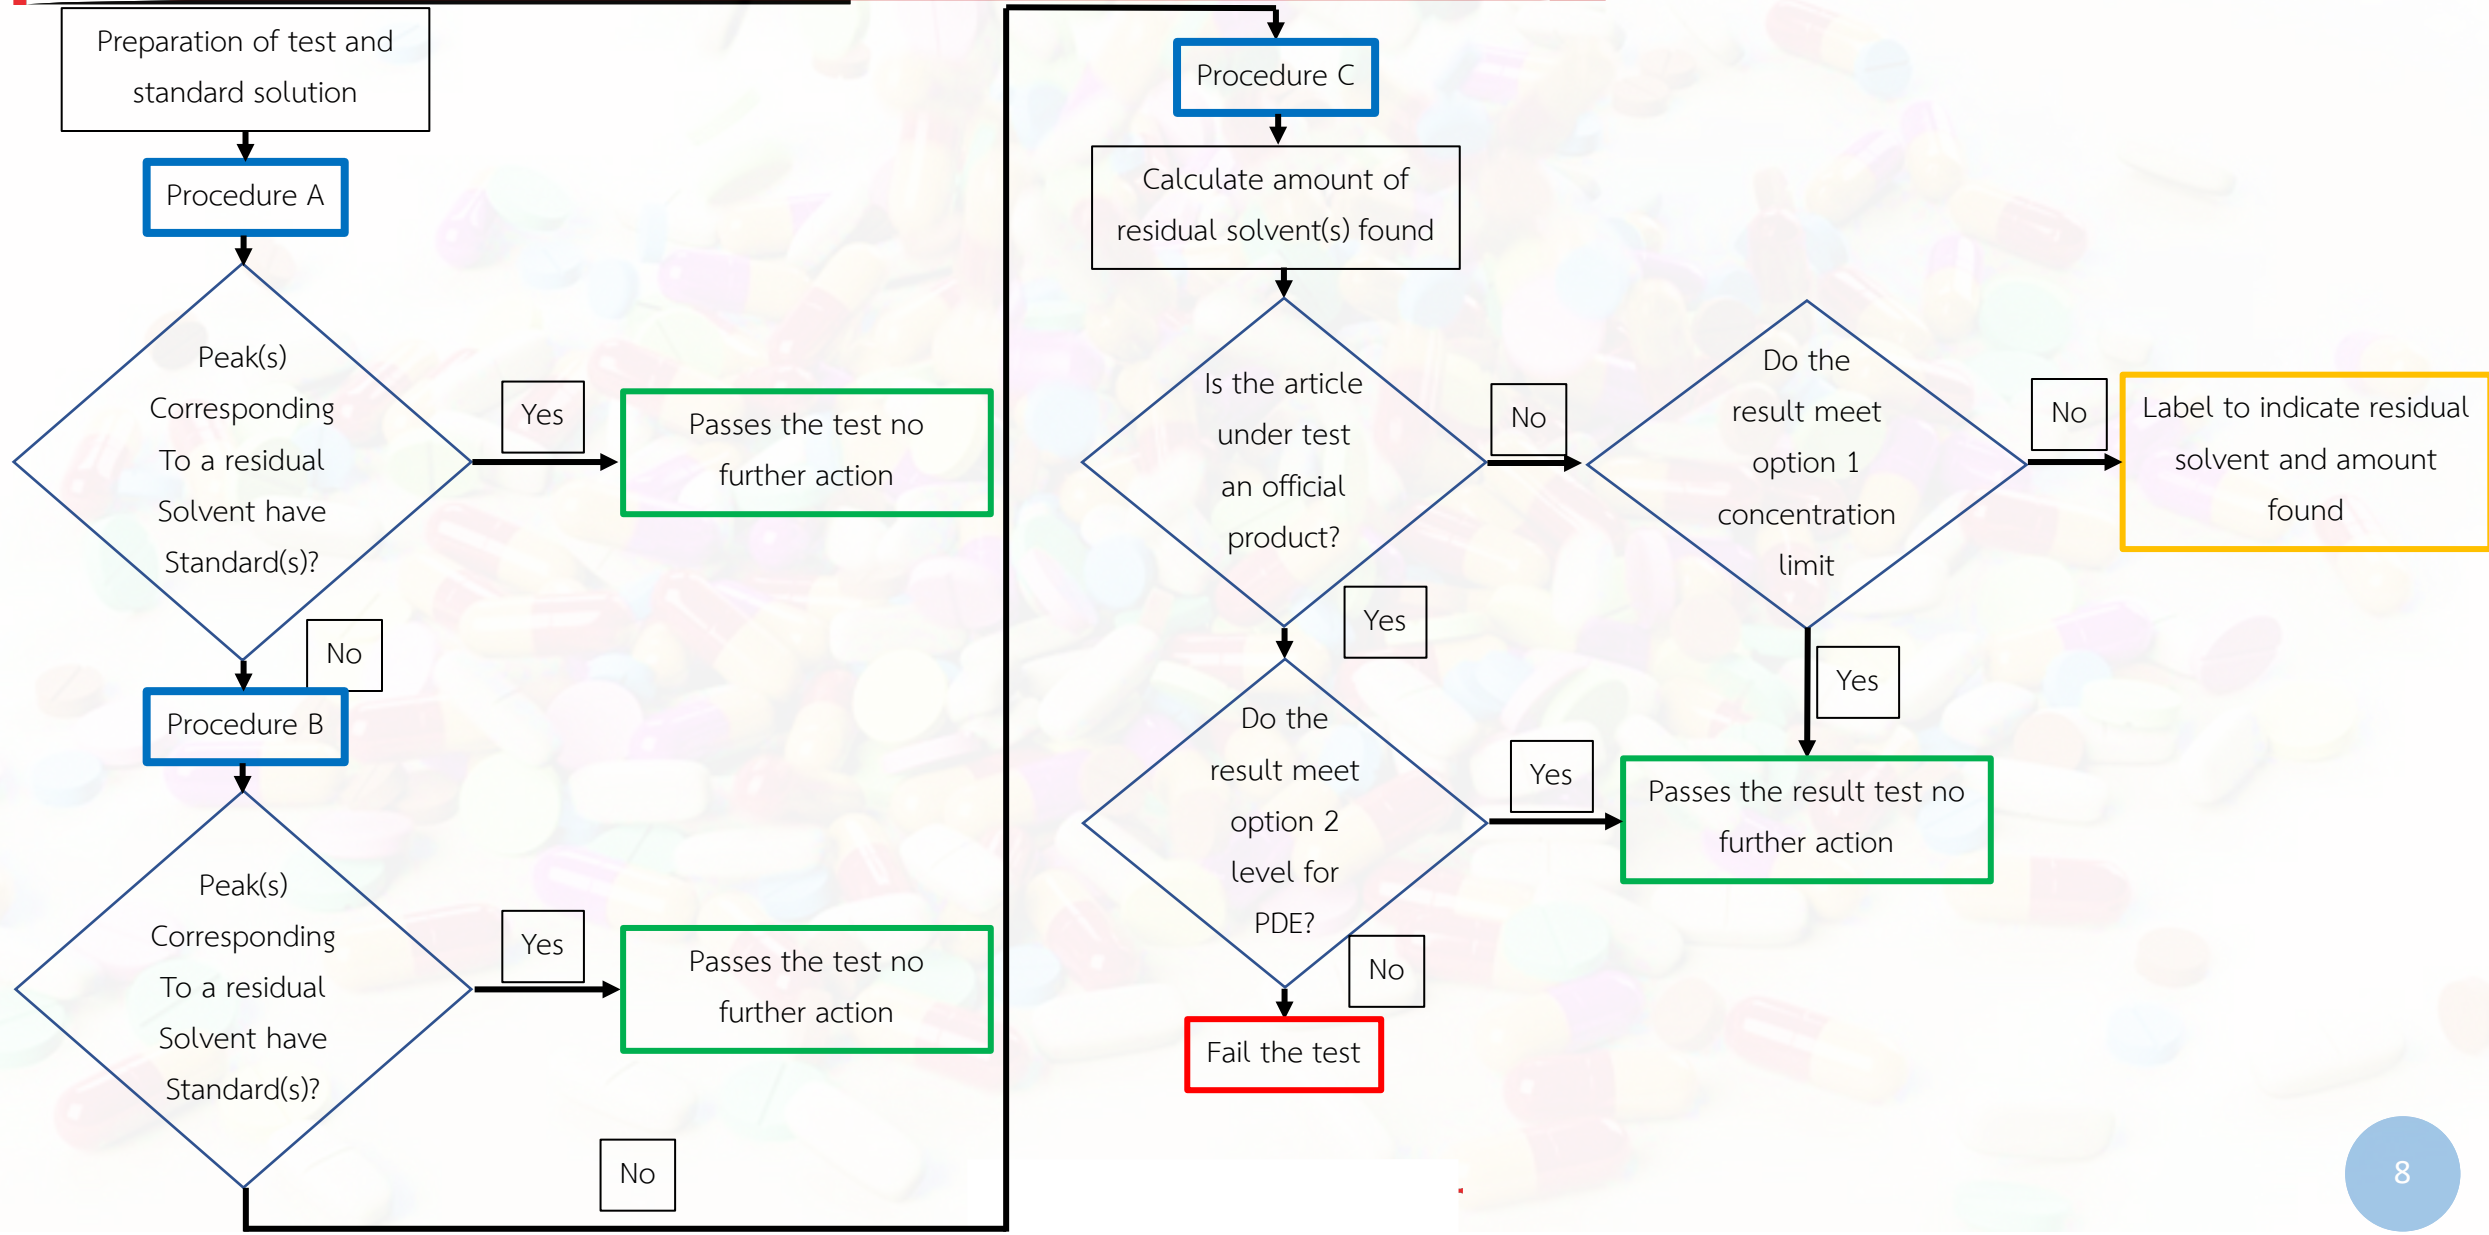 Preparation of test and
standard solution
Procedure A
Peak(s)
Corresponding
To a residual
Solvent have
Standard(s)?
Yes
Passes the test no
further action
No
Procedure B
Peak(s)
Corresponding
To a residual
Solvent have
Standard(s)?
Yes
Passes the test no
further action
No
Procedure C
Calculate amount of
residual solvent(s) found
Is the article
under test
an official
product?
No
Do the
result meet
option 1
concentration
limit
No
Label to indicate residual
solvent and amount
found
Yes
Yes
Do the
result meet
option 2
level for
PDE?
Yes
Passes the result test no
further action
No
Fail the test
8